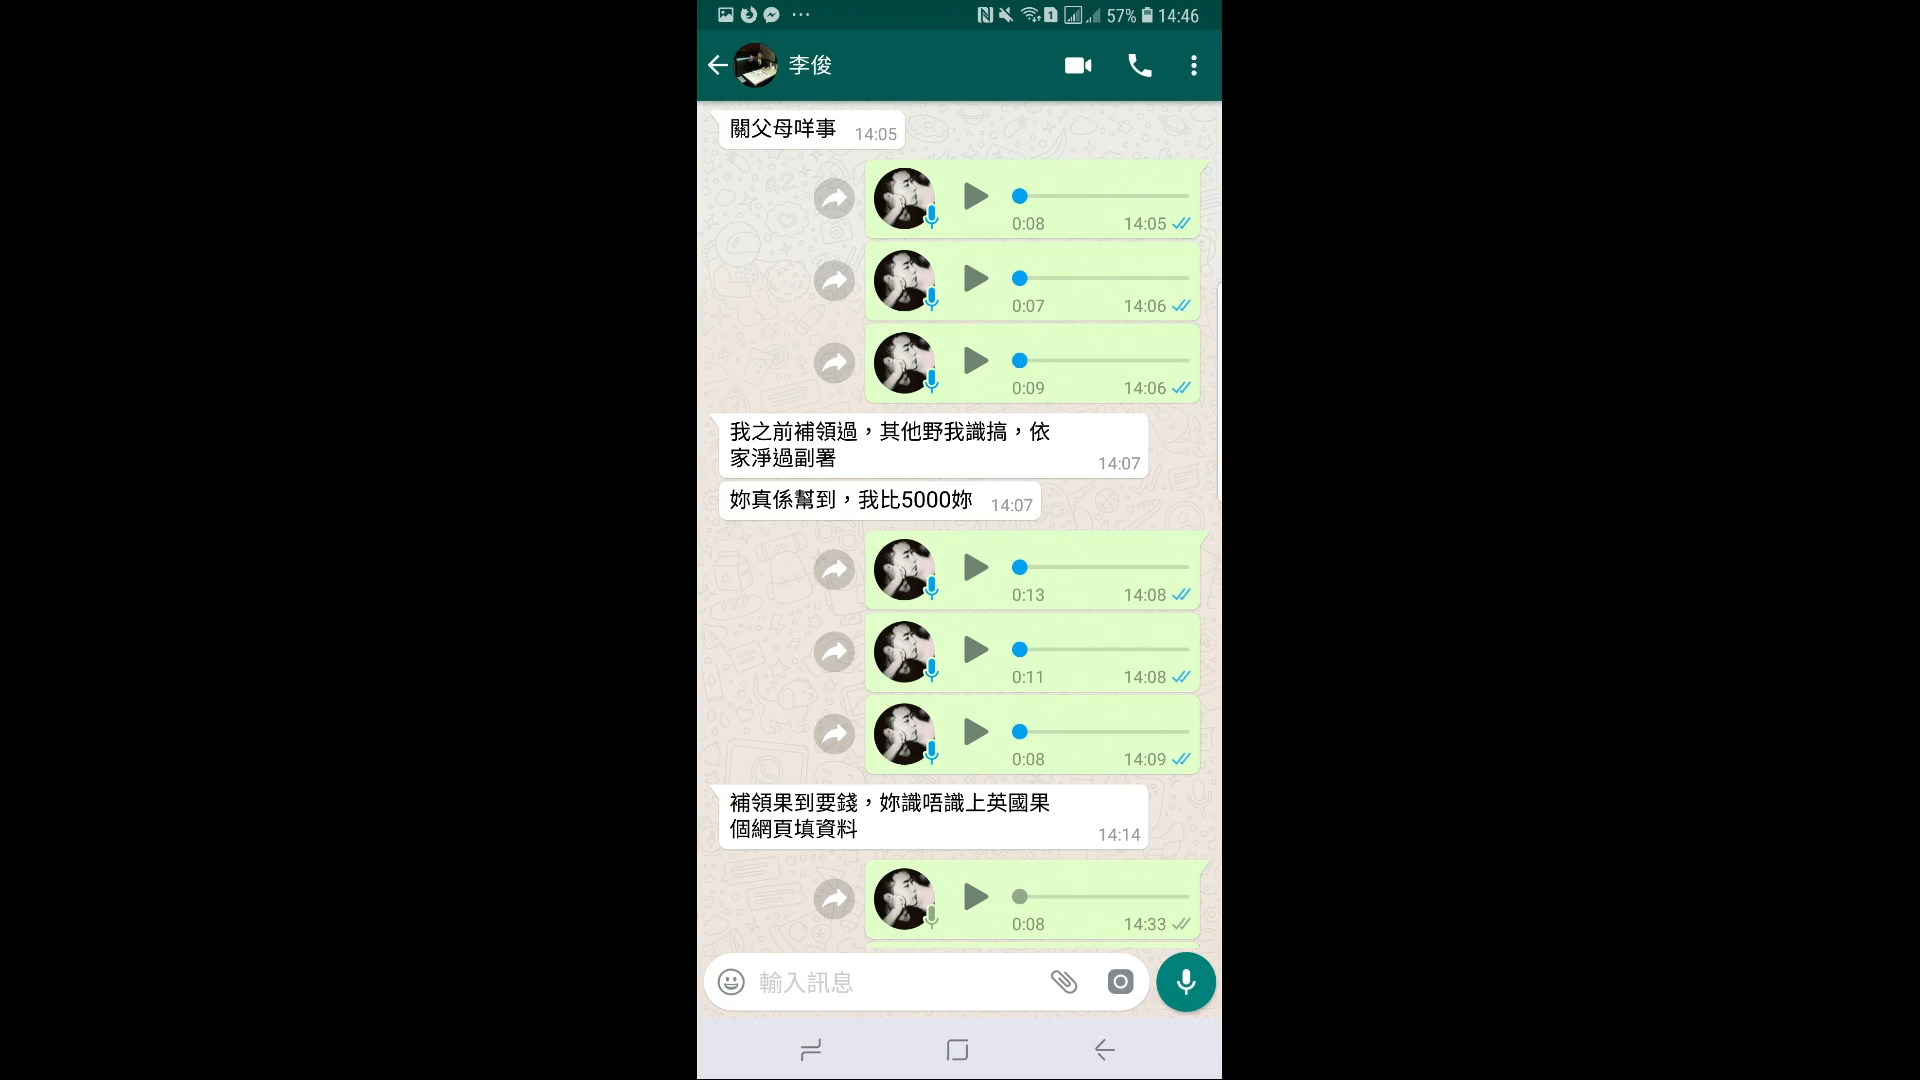 57% 14:46
李俊
關父母咩事 14:05
0:08 14:05
0:07 14:06
0:09 14:06
我之前補領過，其他野我識搞，依
家淨過副署 14:07
妳真係幫到，我比5000妳 14:07
0:13 14:08
0:11 14:08
0:08 14:09
補領果到要錢，妳識唔識上英國果
個網頁填資料 14:14
0:08 14:33
輸入訊息